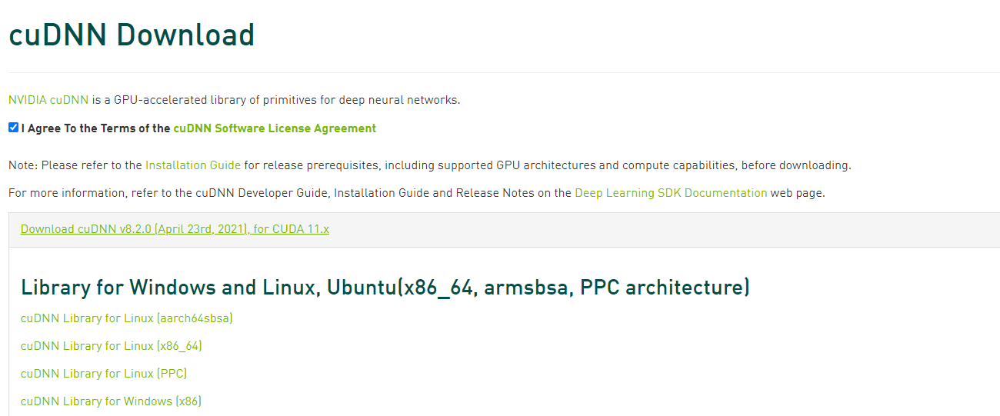 cuDNN Download
NVIDIA cuDNN is a GPU-accelerated library of primitives for deep neural networks.
I Agree To the Terms of the cuDNN Software License Agreement
Note: Please refer to the Installation Guide for release prerequisites, including supported GPU architectures and compute capabilities, before downloading.
For more information, refer to the cuDNN Developer Guide, Installation Guide and Release Notes on the Deep Learning SDK Documentation web page.
Download cuDNN v8.2.0 (April 23rd, 2021), for CUDA 11.x
Library for Windows and Linux, Ubuntu(x86_64, armsbsa, PPC architecture)
cuDNN Library for Linux (aarch64sbsa)
cuDNN Library for Linux (x86_64)
cuDNN Library for Linux (PPC)
cuDNN Library for Windows (x86)